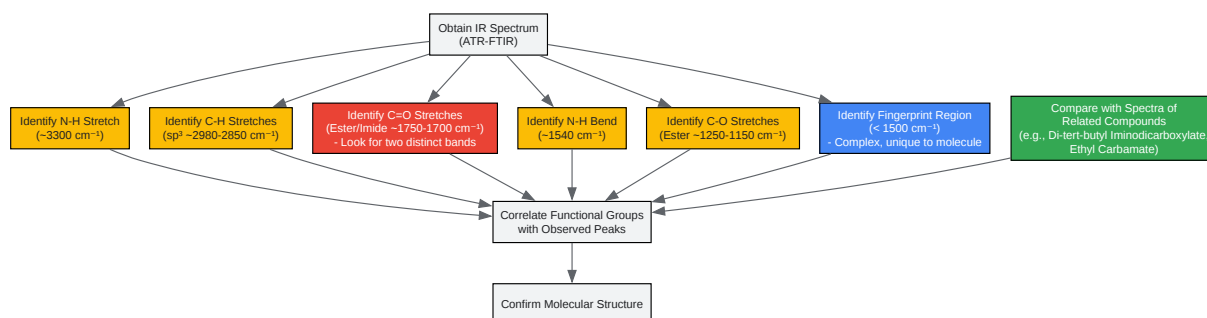 Obtain IR Spectrum
(ATR-FTIR)
Identify N-H Stretch
(~3300 cm⁻¹)
Identify C-H Stretches
(sp³ ~2980-2850 cm⁻¹)
Identify C=O Stretches
(Ester/Imide ~1750-1700 cm⁻¹)
- Look for two distinct bands
Identify N-H Bend
(~1540 cm⁻¹)
Identify C-O Stretches
(Ester ~1250-1150 cm⁻¹)
Identify Fingerprint Region
(< 1500 cm⁻¹)
- Complex, unique to molecule
Compare with Spectra of
Related Compounds
(e.g., Di-tert-butyl Iminodicarboxylate,
Ethyl Carbamate)
Correlate Functional Groups
with Observed Peaks
Confirm Molecular Structure